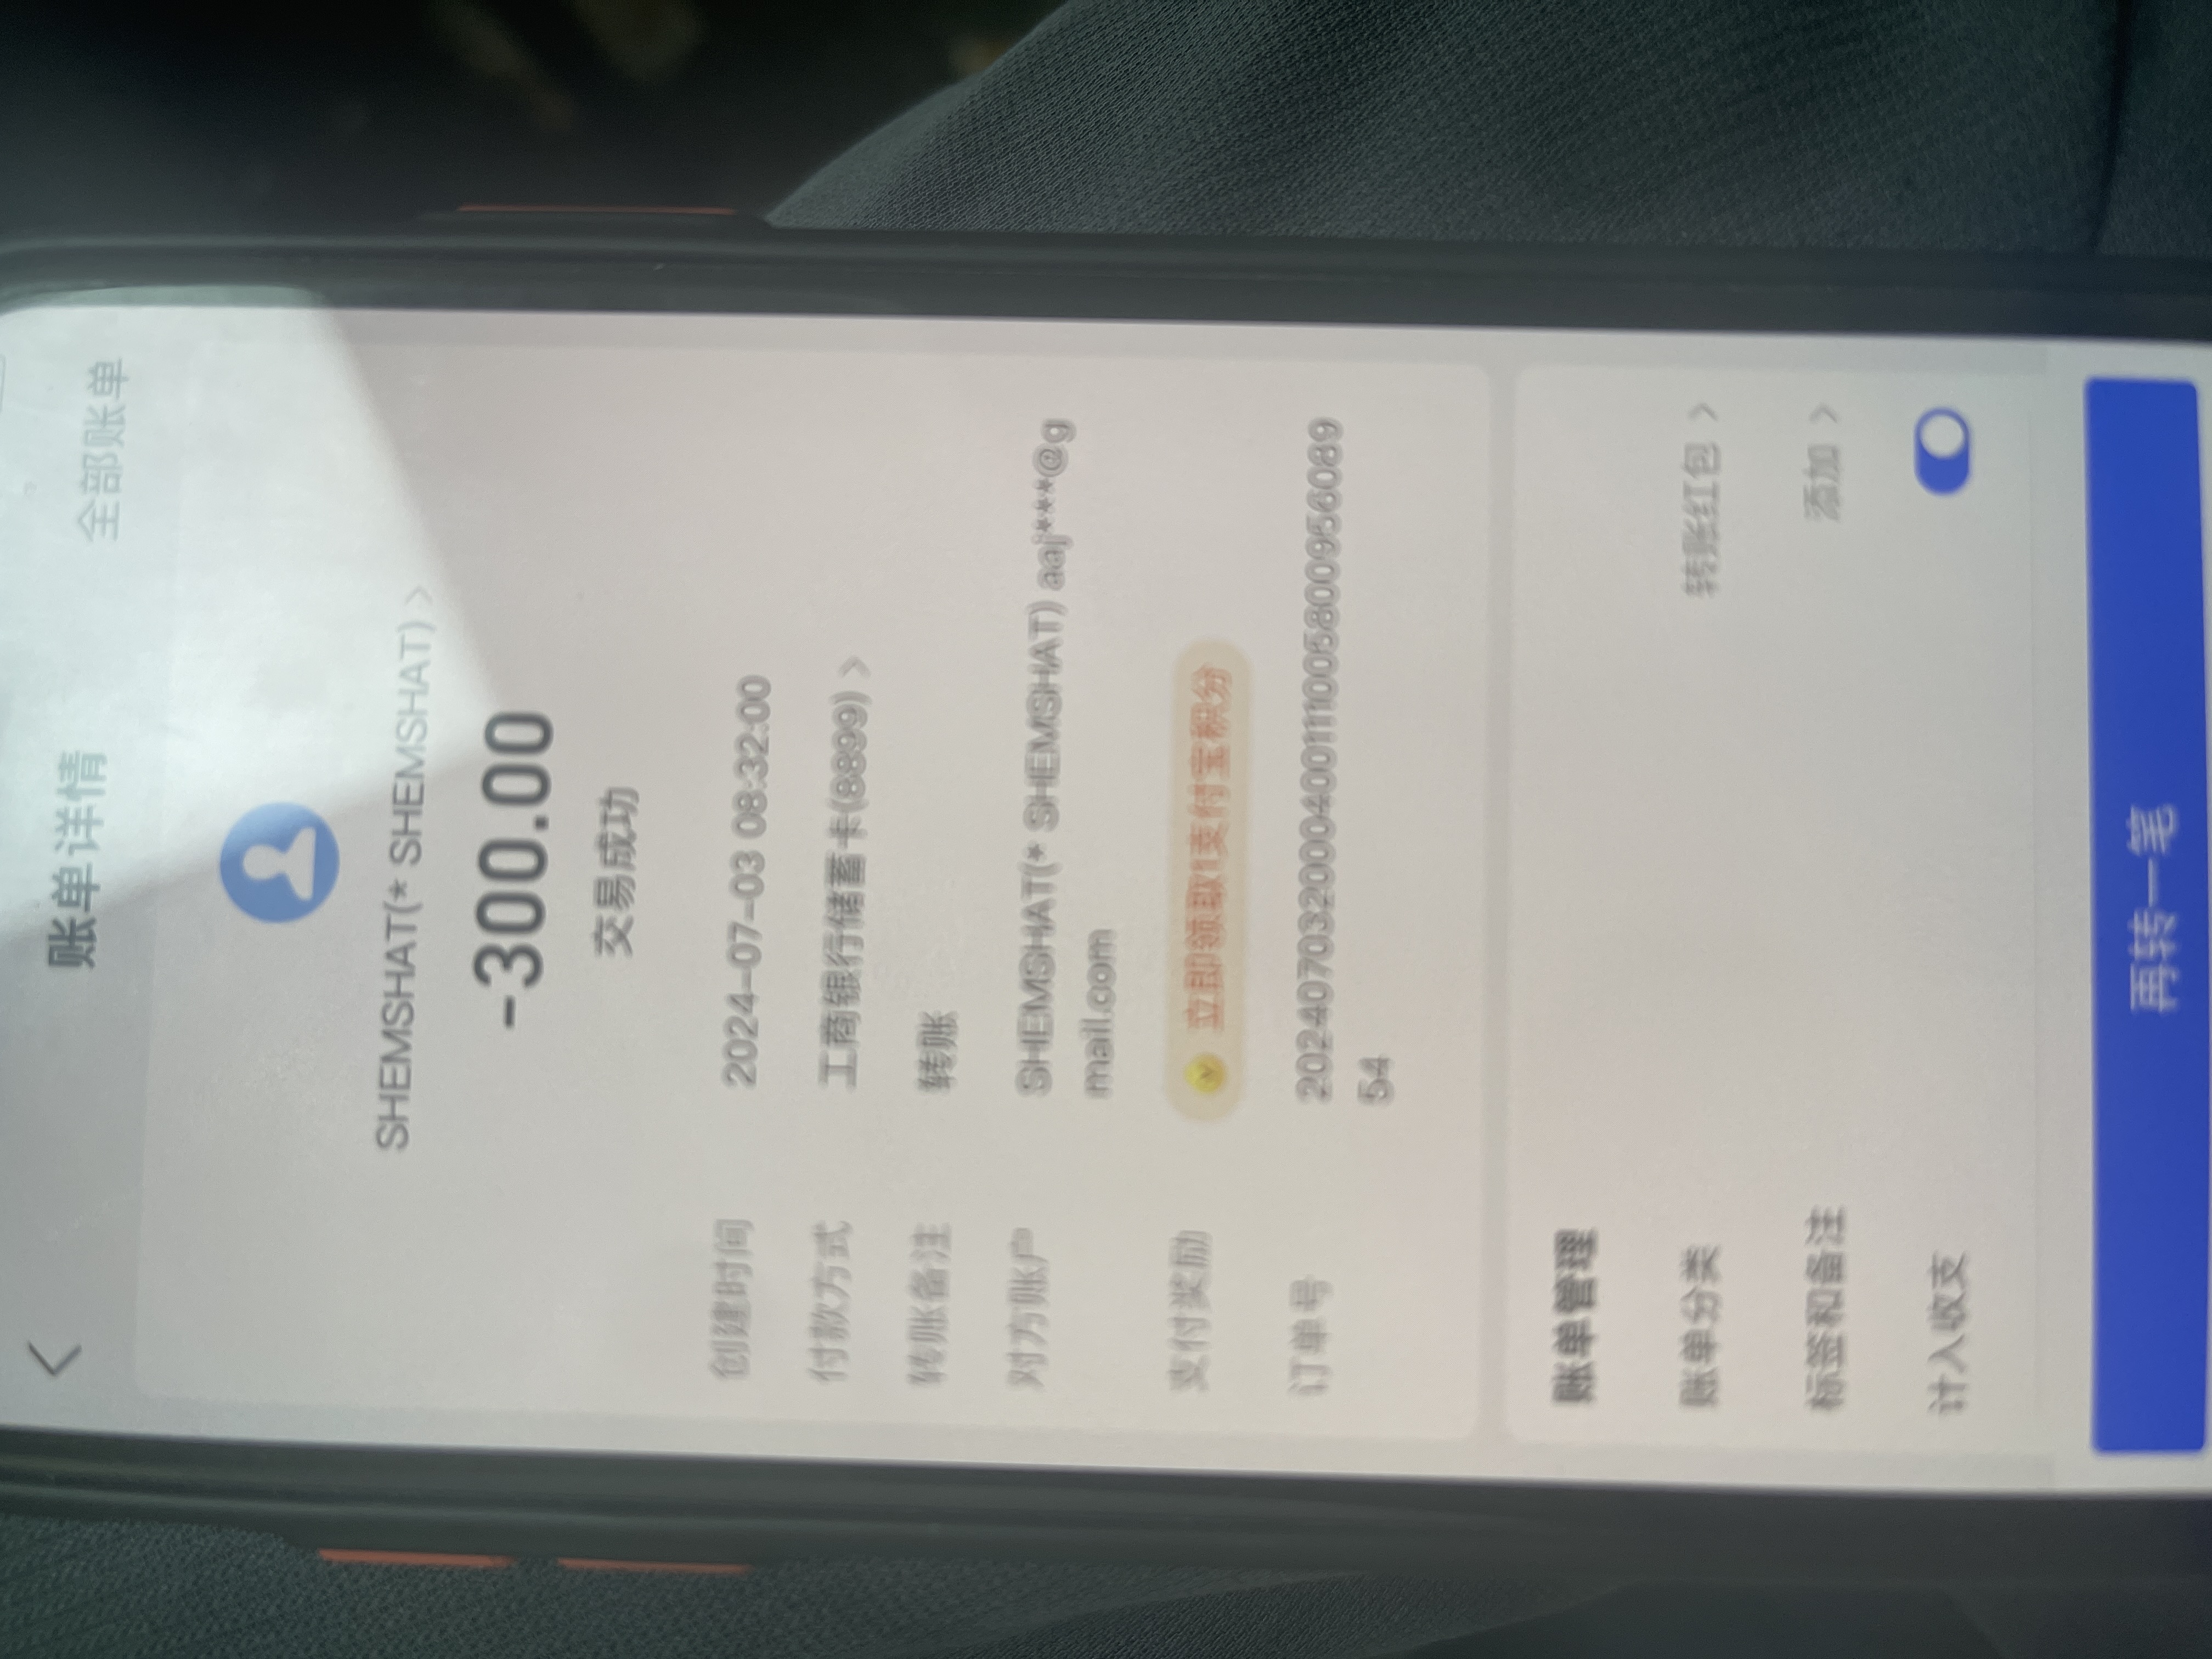 账单详情
全部账单
SHEMSHAT(* SHEMSHAT)
-300.00
交易成功
创建时间 2024-07-03 08:32:00
付款方式 工商银行储蓄卡(8899)
转账备注 转账
对方账户 SHEMSHAT(* SHEMSHAT) aaj***@g
mail.com
支付奖励 立即领取1支付宝积分
订单号 20240703200040011100580095608​9
54
账单管理
账单分类 转账红包
标签和备注 添加
计入收支
再转一笔